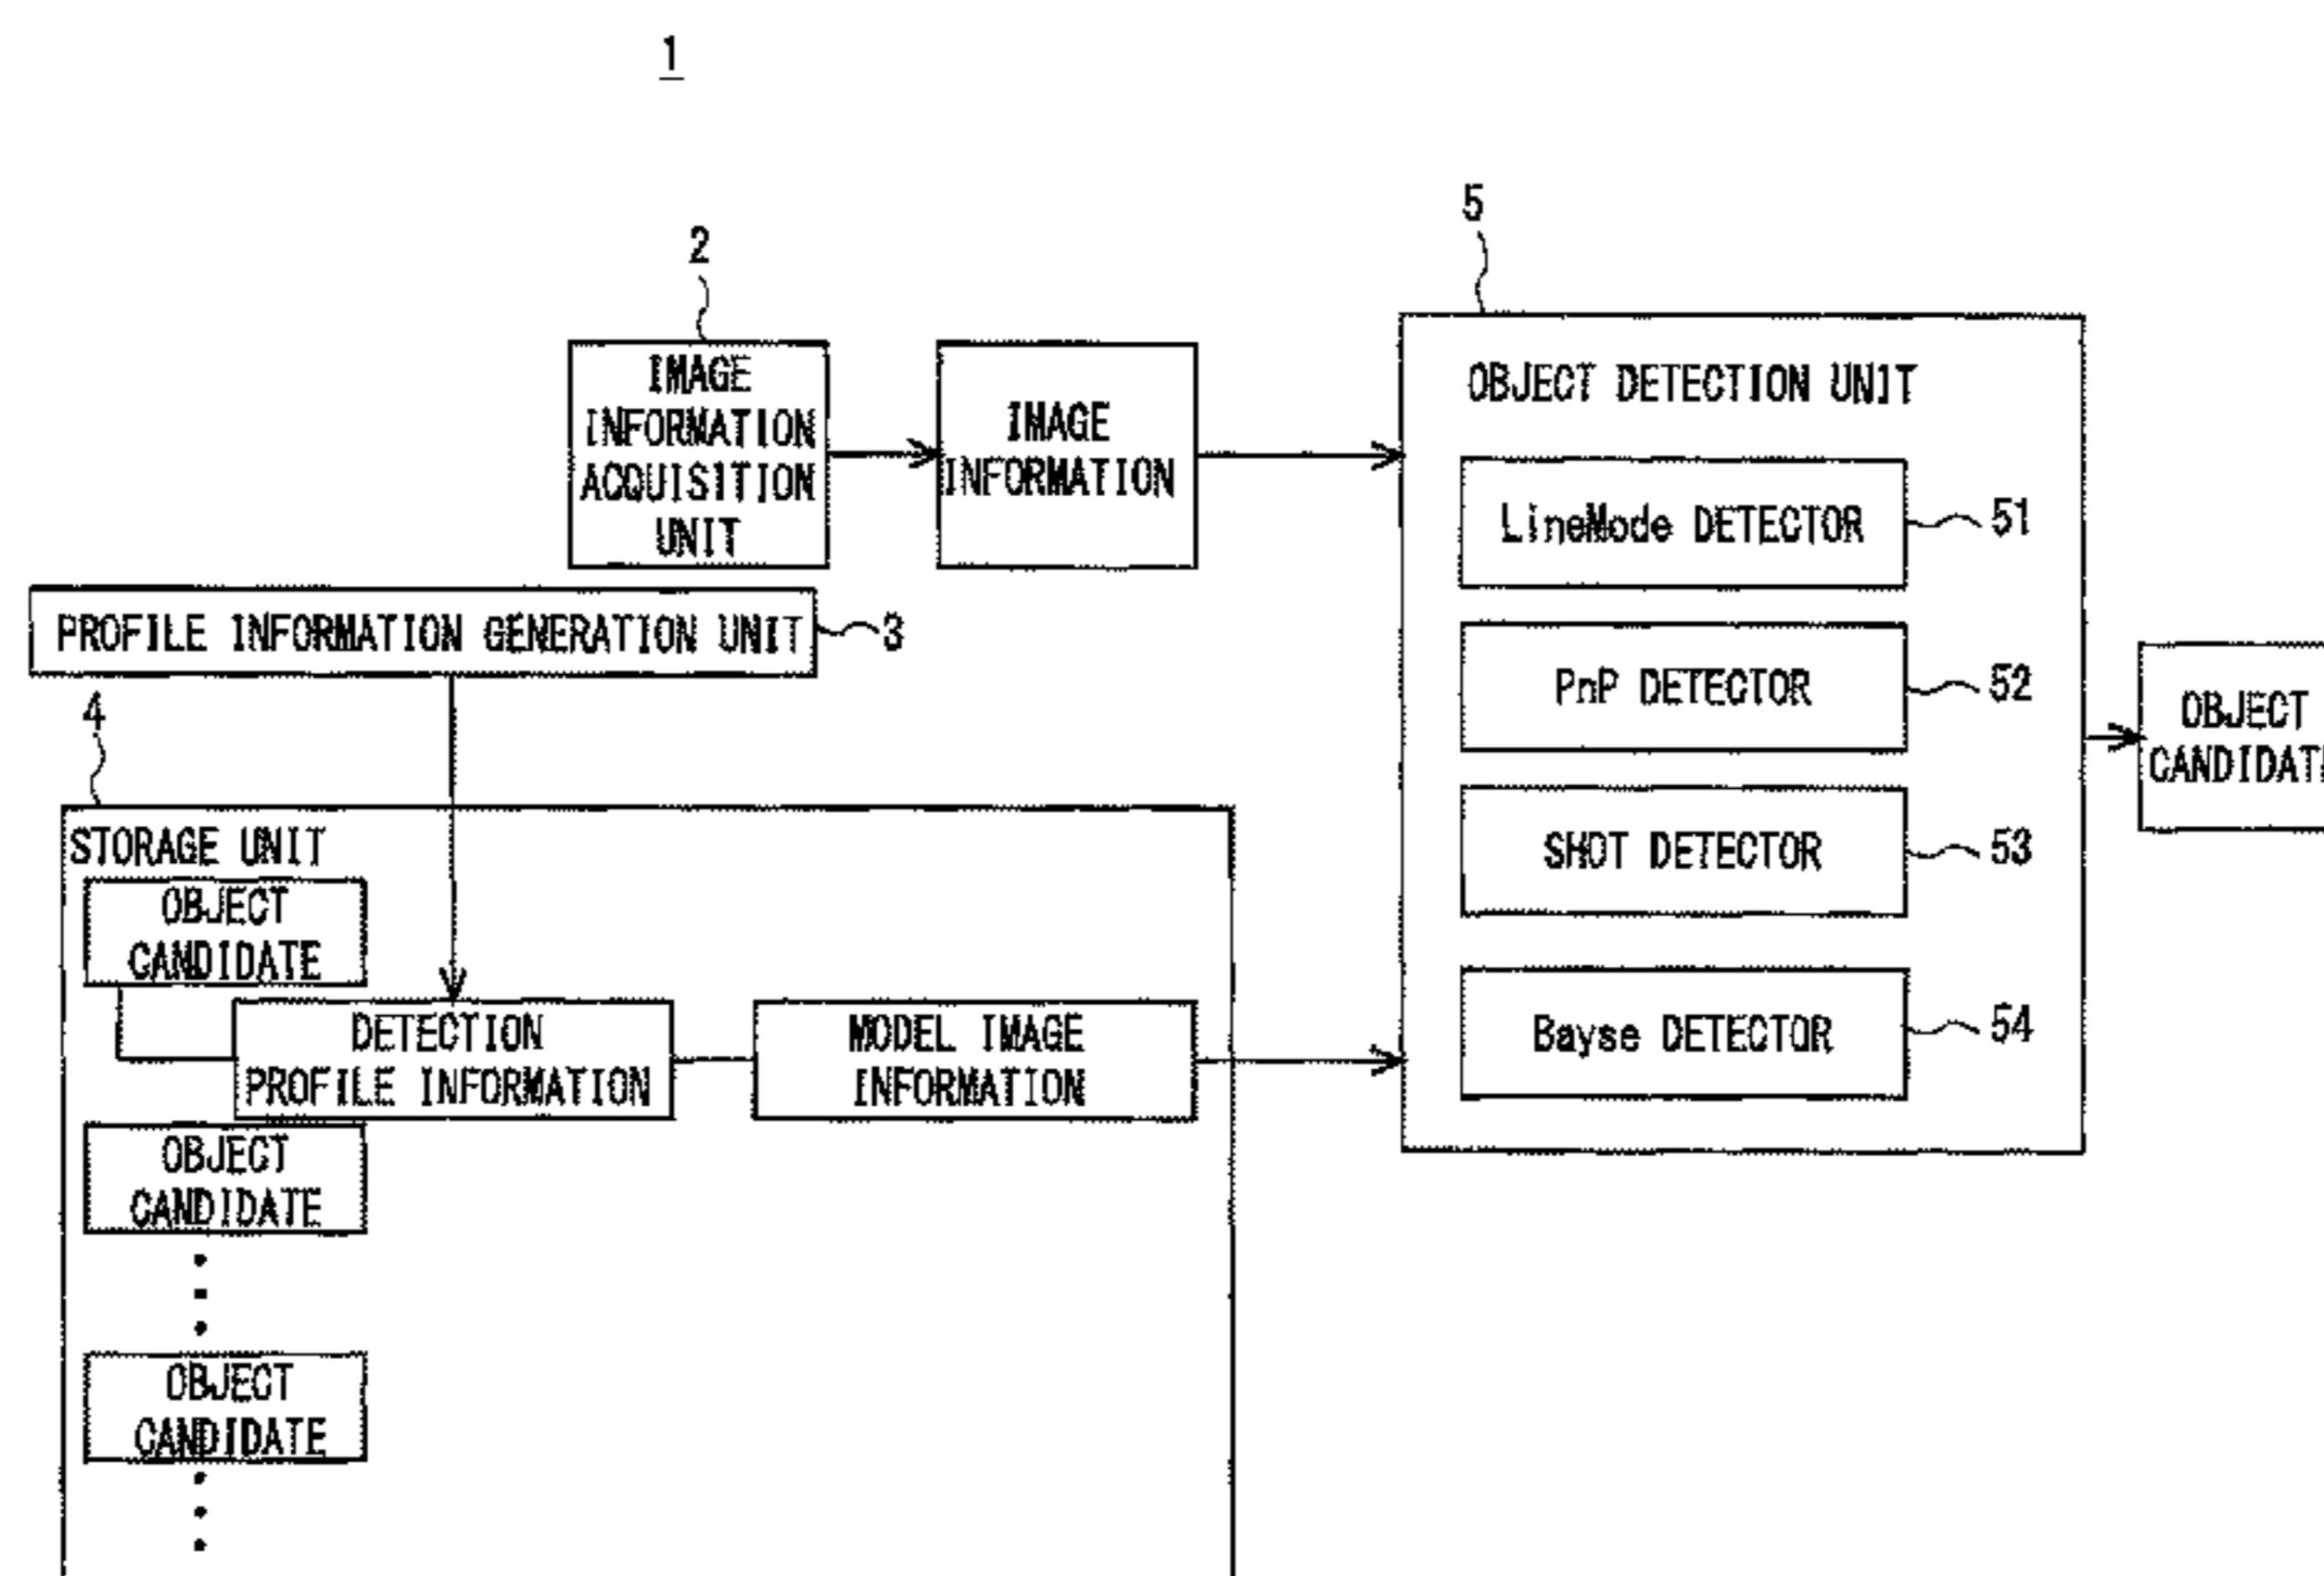 1
2
IMAGE
INFORMATION
ACQUISITION
UNIT
IMAGE
INFORMATION
5
OBJECT DETECTION UNIT
LineMode DETECTOR
51
PnP DETECTOR
52
SHOT DETECTOR
53
Bayse DETECTOR
54
OBJECT
CANDIDAT
PROFILE INFORMATION GENERATION UNIT
3
4
STORAGE UNIT
OBJECT
CANDIDATE
DETECTION
PROFILE INFORMATION
MODEL IMAGE
INFORMATION
OBJECT
CANDIDATE
OBJECT
CANDIDATE